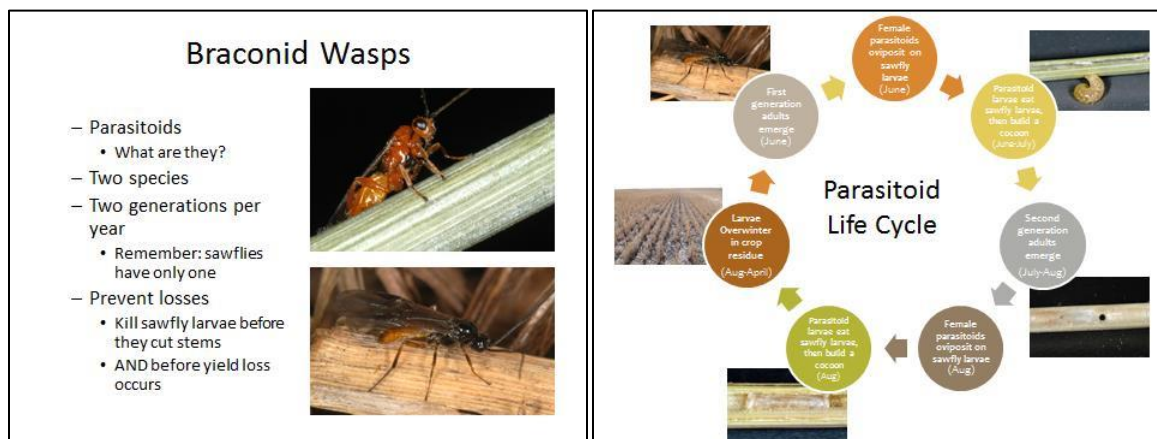 Braconid Wasps
– Parasitoids
• What are they?
– Two species
– Two generations per
year
• Remember: sawflies
have only one
– Prevent losses
• Kill sawfly larvae before
they cut stems
• AND before yield loss
occurs
Parasitoid
Life Cycle
Female
parasitoids
oviposit on
sawfly
larvae
(June)
Parasitoid
larvae eat
sawfly larvae,
then build a
cocoon
(June-July)
Second
generation
adults
emerge
(July-Aug)
Female
parasitoids
oviposit on
sawfly larvae
(Aug)
Parasitoid
larvae eat
sawfly larvae,
then build a
cocoon
(Aug)
Larvae
Overwinter
in crop
residue
(Aug-April)
First
generation
adults
emerge
(June)